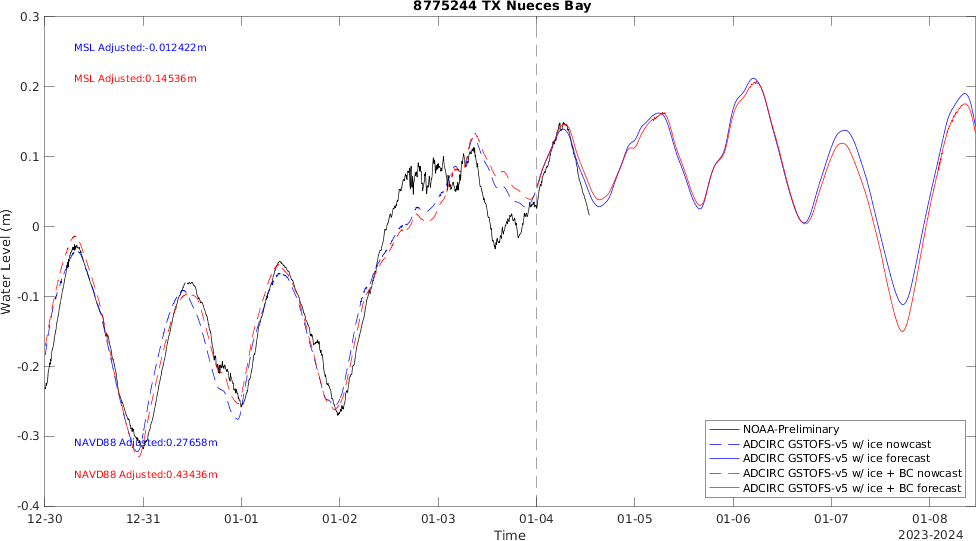 8775244 TX Nueces Bay
0.3
0.2
0.1
0
-0.1
-0.2
-0.3
-0.4
Water Level (m)
MSL Adjusted:-0.012422m
MSL Adjusted:0.14536m
NAVD88 Adjusted:0.27658m
NAVD88 Adjusted:0.43436m
NOAA-Preliminary
ADCIRC GSTOFS-v5 w/ ice nowcast
ADCIRC GSTOFS-v5 w/ ice forecast
ADCIRC GSTOFS-v5 w/ ice + BC nowcast
ADCIRC GSTOFS-v5 w/ ice + BC forecast
12-30 12-31 01-01 01-02 01-03 01-04 01-05 01-06 01-07 01-08
Time
2023-2024